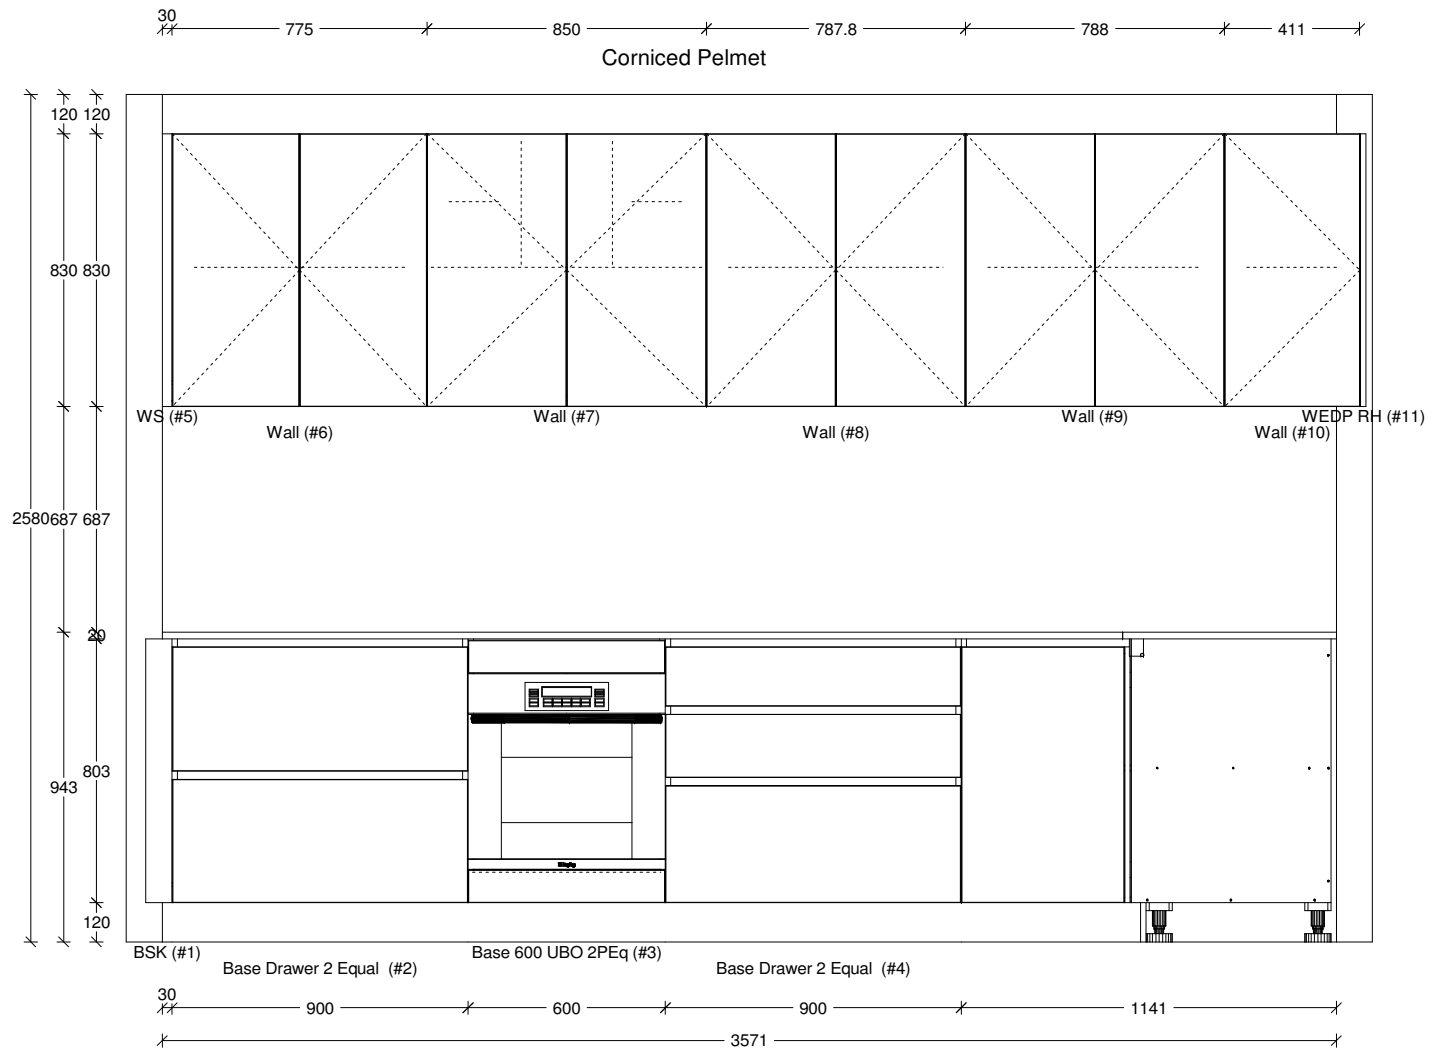 30
775 850 787.8 788 411
Corniced Pelmet
120 120
830 830
WS (#5) Wall (#7) Wall (#9) WEDP RH (#11)
Wall (#6) Wall (#8) Wall (#10)
2580 687 687
20
803
943
120
BSK (#1) Base 600 UBO 2PEq (#3)
Base Drawer 2 Equal (#2) Base Drawer 2 Equal (#4)
30
900 600 900 1141
3571